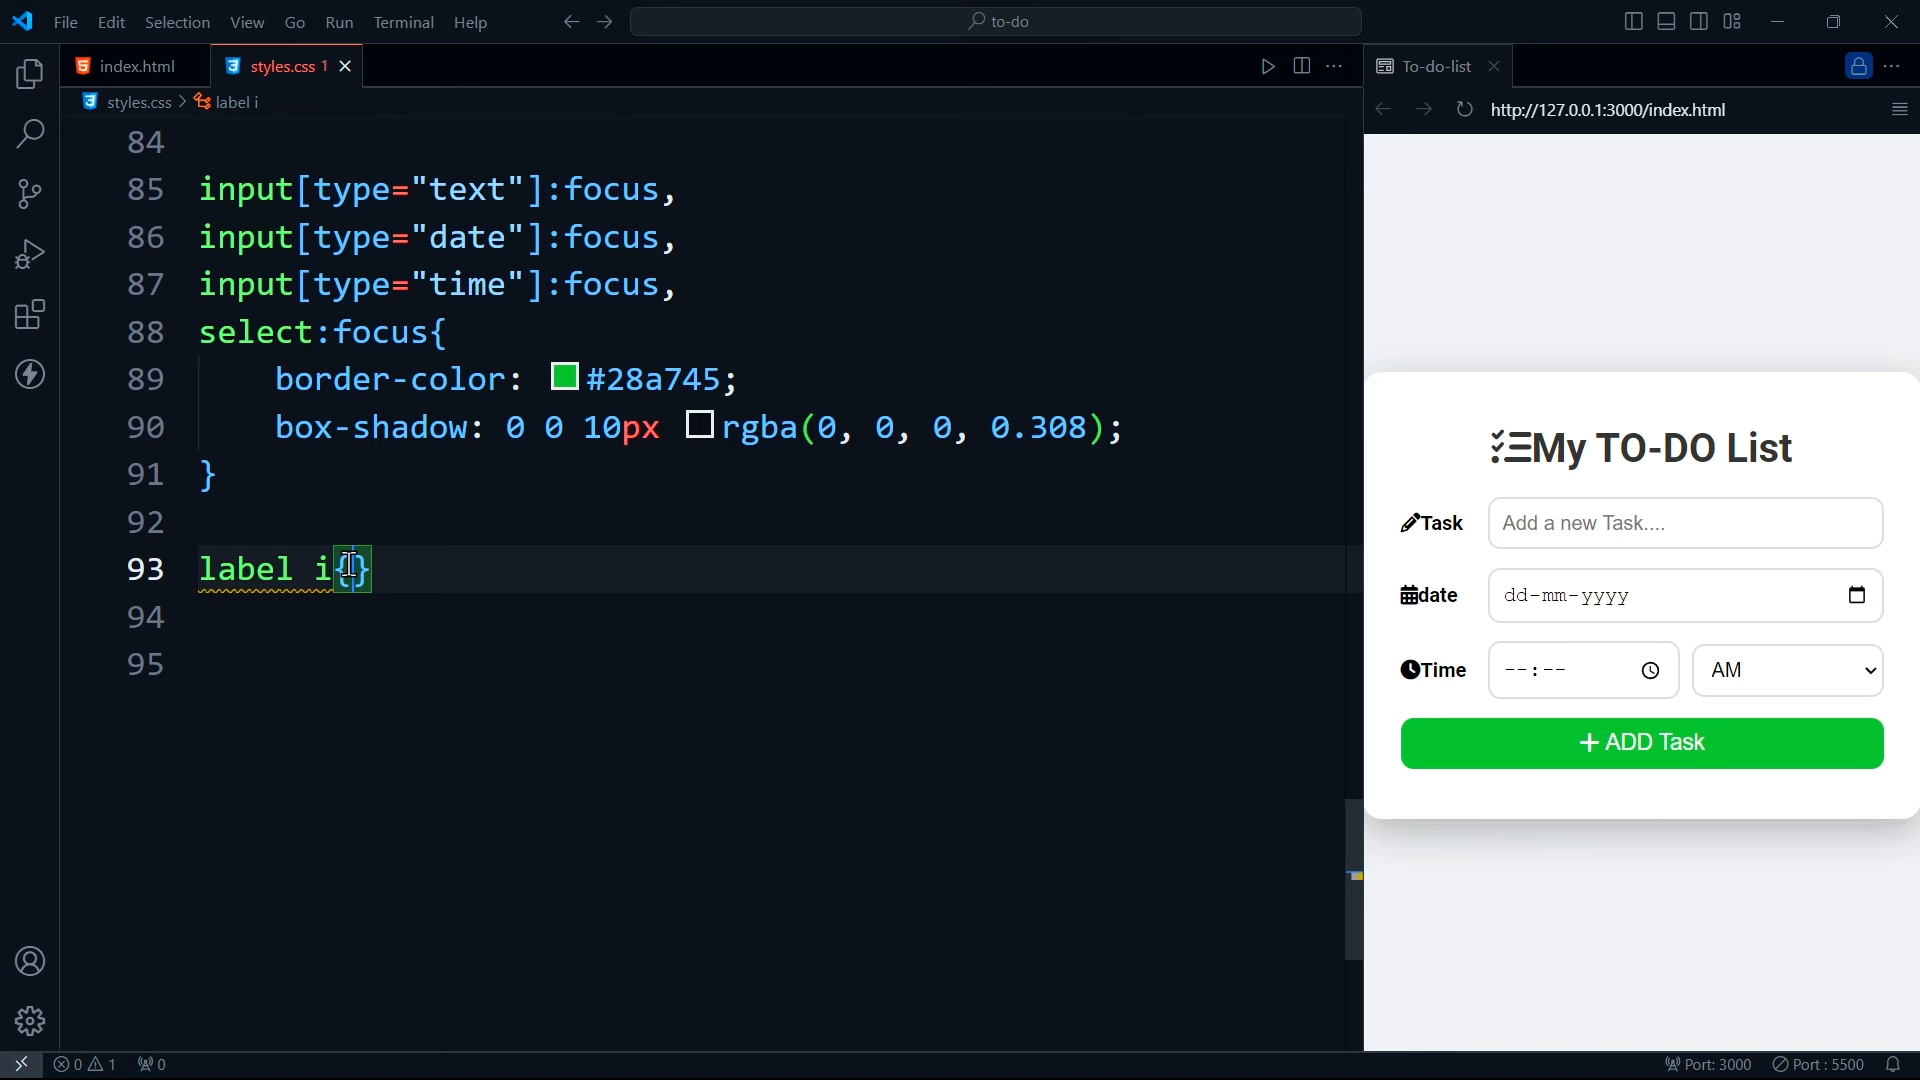 File Edit Selection View Go Run Terminal Help
to-do
index.html
styles.css 1
To-do-list
styles.css > label i
http://127.0.0.1:3000/index.html
84
85 input[type="text"]:focus,
86 input[type="date"]:focus,
87 input[type="time"]:focus,
88 select:focus{
89 border-color: #28a745;
90 box-shadow: 0 0 10px rgba(0, 0, 0, 0.308);
91 }
92
93 label i{}
94
95
My TO-DO List
Task
Add a new Task....
date
dd-mm-yyyy
Time
--:--
AM
+ ADD Task
0 1 0
Port: 3000
Port : 5500